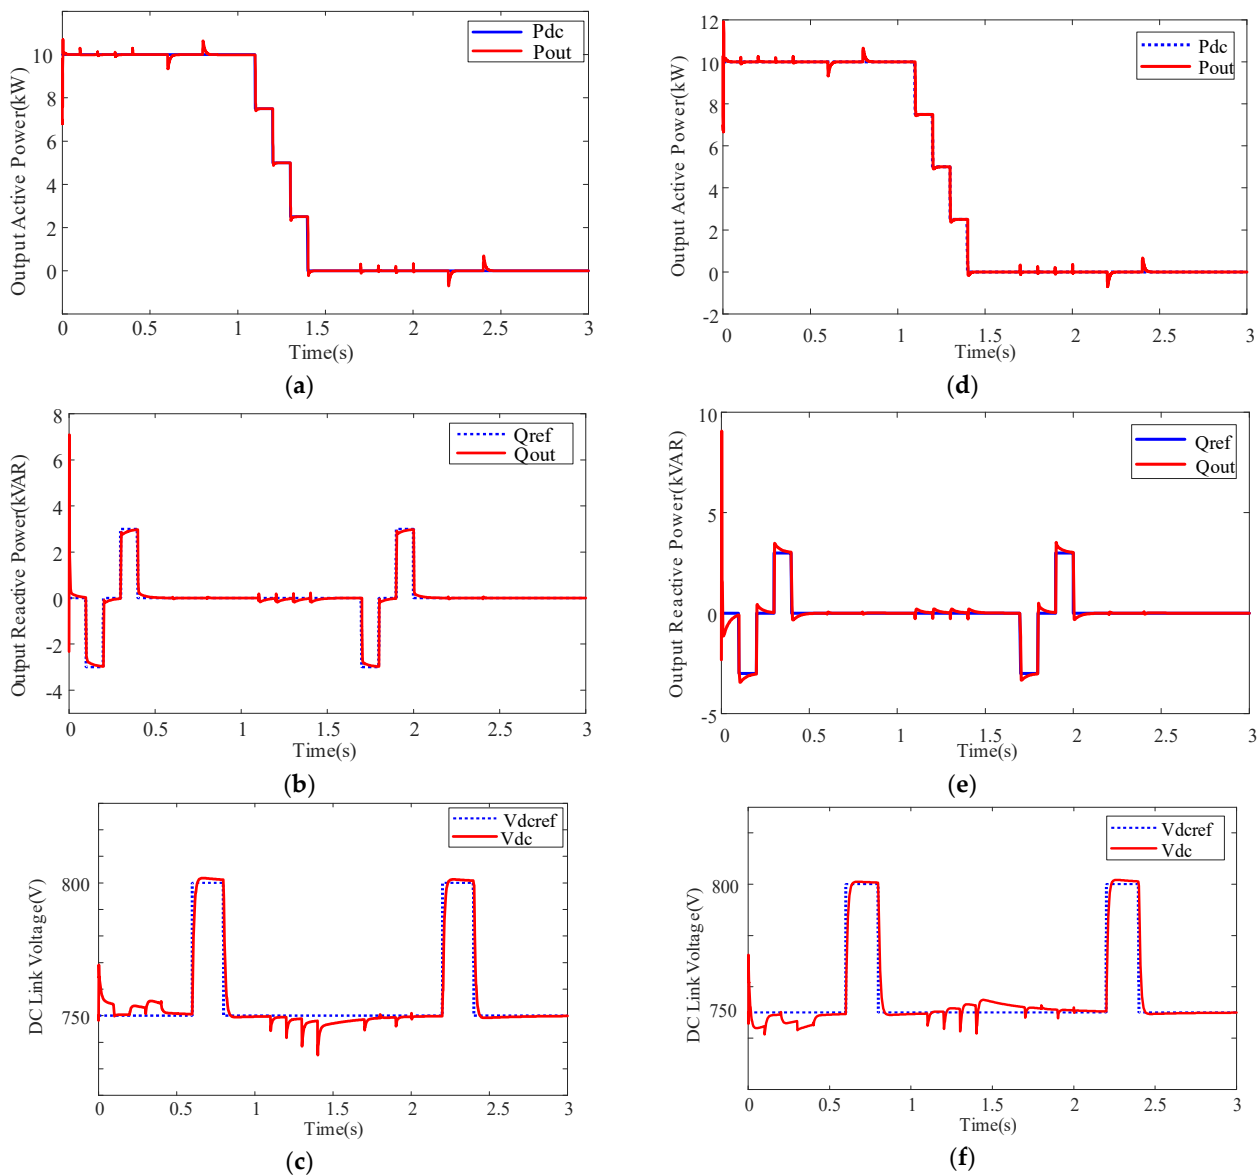 Output Active Power(kW)
10
8
6
4
2
0
0
0.5
1
1.5
2
2.5
3
Time(s)
Pdc
Pout
(a)
Output Active Power(kW)
12
10
8
6
4
2
0
-2
0
0.5
1
1.5
2
2.5
3
Time(s)
Pdc
Pout
(d)
Output Reactive Power(kVAR)
8
6
4
2
0
-2
-4
0
0.5
1
1.5
2
2.5
3
Time(s)
Qref
Qout
(b)
Output Reactive Power(kVAR)
10
5
0
-5
0
0.5
1
1.5
2
2.5
3
Time(s)
Qref
Qout
(e)
DC Link Voltage(V)
800
750
0
0.5
1
1.5
2
2.5
3
Time(s)
Vdcref
Vdc
(c)
DC Link Voltage(V)
800
750
0
0.5
1
1.5
2
2.5
3
Time(s)
Vdcref
Vdc
(f)